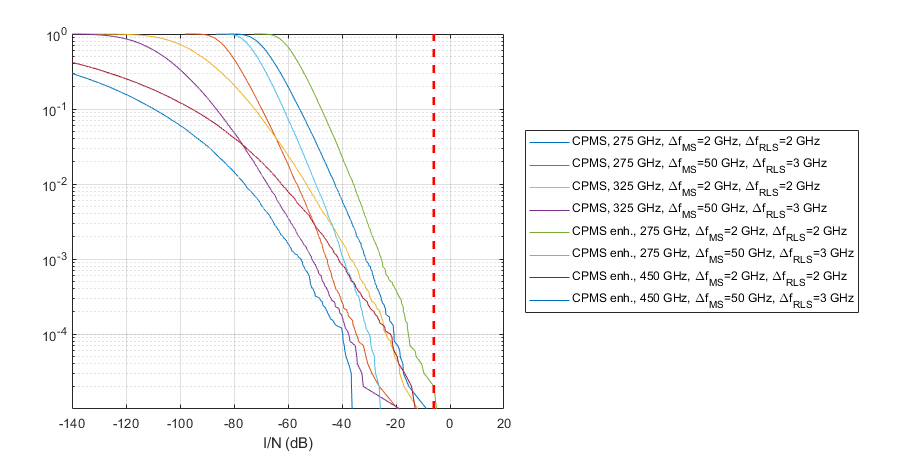 10^0
10^-1
10^-2
10^-3
10^-4
-140 -120 -100 -80 -60 -40 -20 0 20
I/N (dB)
CPMS, 275 GHz, Δf_MS=2 GHz, Δf_RLS=2 GHz
CPMS, 275 GHz, Δf_MS=50 GHz, Δf_RLS=3 GHz
CPMS, 325 GHz, Δf_MS=2 GHz, Δf_RLS=2 GHz
CPMS, 325 GHz, Δf_MS=50 GHz, Δf_RLS=3 GHz
CPMS enh., 275 GHz, Δf_MS=2 GHz, Δf_RLS=2 GHz
CPMS enh., 275 GHz, Δf_MS=50 GHz, Δf_RLS=3 GHz
CPMS enh., 450 GHz, Δf_MS=2 GHz, Δf_RLS=2 GHz
CPMS enh., 450 GHz, Δf_MS=50 GHz, Δf_RLS=3 GHz